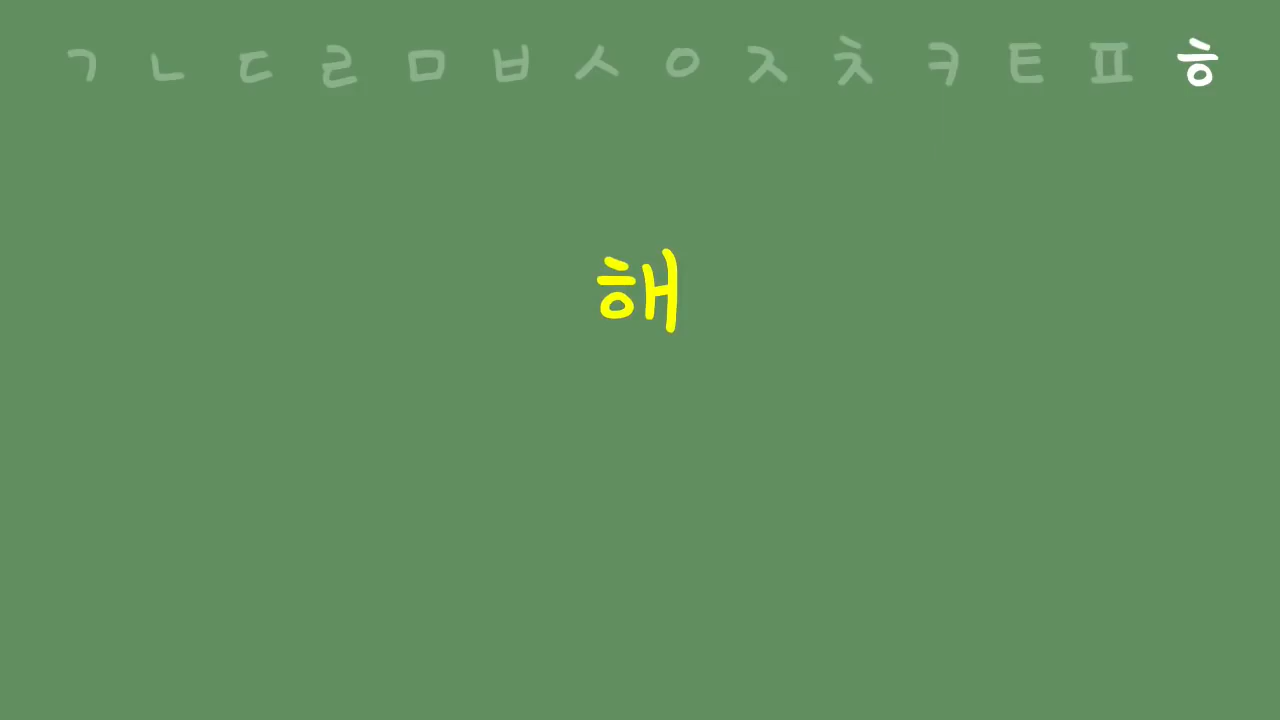 ㄱ ㄴ ㄷ ㄹ ㅁ ㅂ ㅅ ㅇ ㅈ ㅊ ㅋ ㅌ ㅍ ㅎ
해